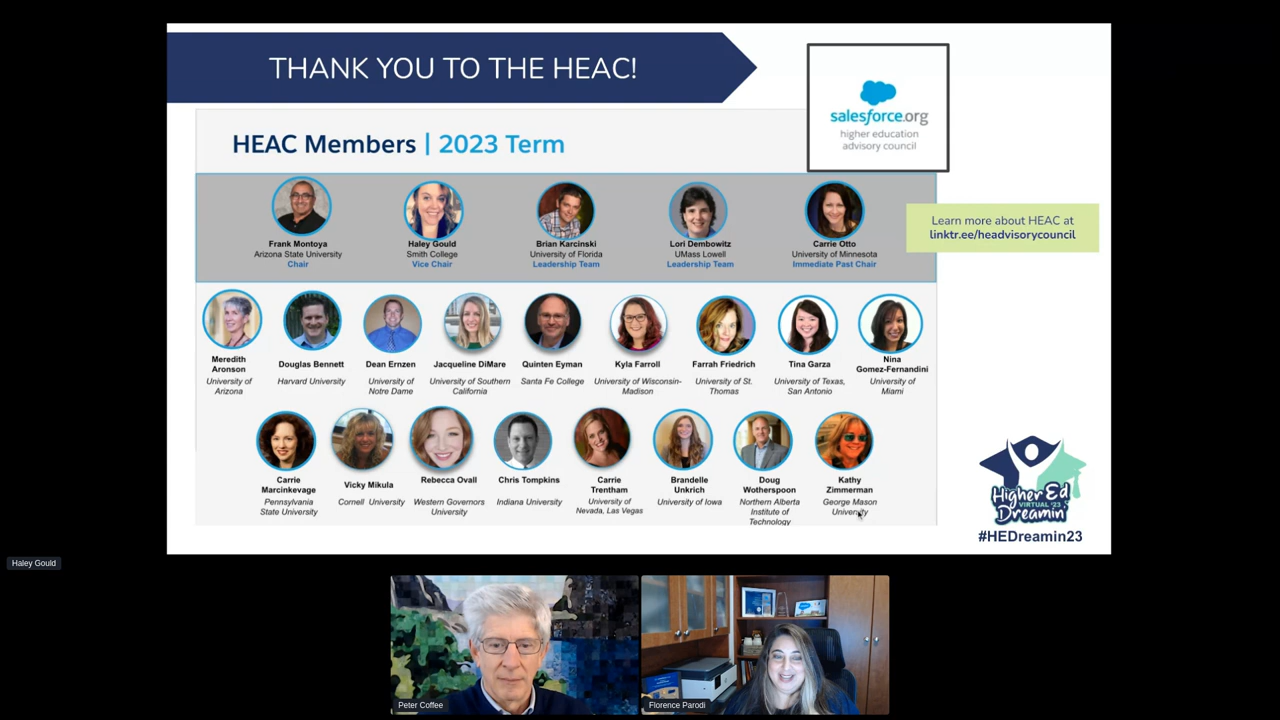 THANK YOU TO THE HEAC!
salesforce.org
higher education
advisory council
HEAC Members | 2023 Term
Learn more about HEAC at
linktr.ee/headvisorycouncil
Frank Montoya
Arizona State University
Chair
Haley Gould
Smith College
Vice Chair
Brian Karcinski
University of Florida
Leadership Team
Lori Dembowitz
UMass Lowell
Leadership Team
Carrie Otto
University of Minnesota
Immediate Past Chair
Meredith
Aronson
University of
Arizona
Douglas Bennett
Harvard University
Dean Ernzen
University of
Notre Dame
Jacqueline DiMare
University of Southern
California
Quinten Eyman
Santa Fe College
Kyla Farroll
University of Wisconsin-
Madison
Farrah Friedrich
University of St.
Thomas
Tina Garza
University of Texas,
San Antonio
Nina
Gomez-Fernandini
University of
Miami
Carrie
Marcinkevage
Pennsylvania
State University
Vicky Mikula
Cornell University
Rebecca Ovall
Western Governors
University
Chris Tompkins
Indiana University
Carrie
Trentham
University of
Nevada, Las Vegas
Brandelle
Unkrich
University of Iowa
Doug
Wotherspoon
Northern Alberta
Institute of
Technology
Kathy
Zimmerman
George Mason
University
Higher Ed
VIRTUAL '23
Dreamin'
#HEDreamin23
Haley Gould
Peter Coffee
Florence Parodi